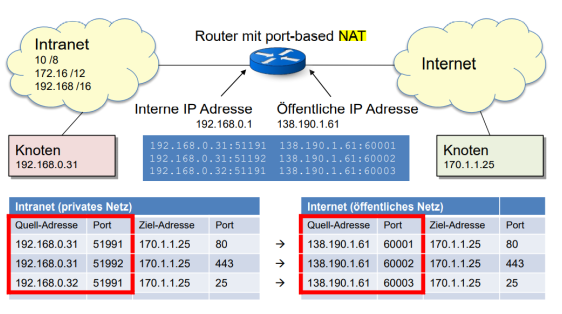 Router mit port-based NAT
Intranet
10 /8
172.16 /12
192.168 /16
Internet
Interne IP Adresse
192.168.0.1
Öffentliche IP Adresse
138.190.1.61
Knoten
192.168.0.31
192.168.0.31:51191 138.190.1.61:60001
192.168.0.31:51192 138.190.1.61:60002
192.168.0.32:51191 138.190.1.61:60003
Knoten
170.1.1.25
Intranet (privates Netz) Internet (öffentliches Netz)
Quell-Adresse Port Ziel-Adresse Port Quell-Adresse Port Ziel-Adresse Port
192.168.0.31 51991 170.1.1.25 80 → 138.190.1.61 60001 170.1.1.25 80
192.168.0.31 51992 170.1.1.25 443 → 138.190.1.61 60002 170.1.1.25 443
192.168.0.32 51991 170.1.1.25 25 → 138.190.1.61 60003 170.1.1.25 25